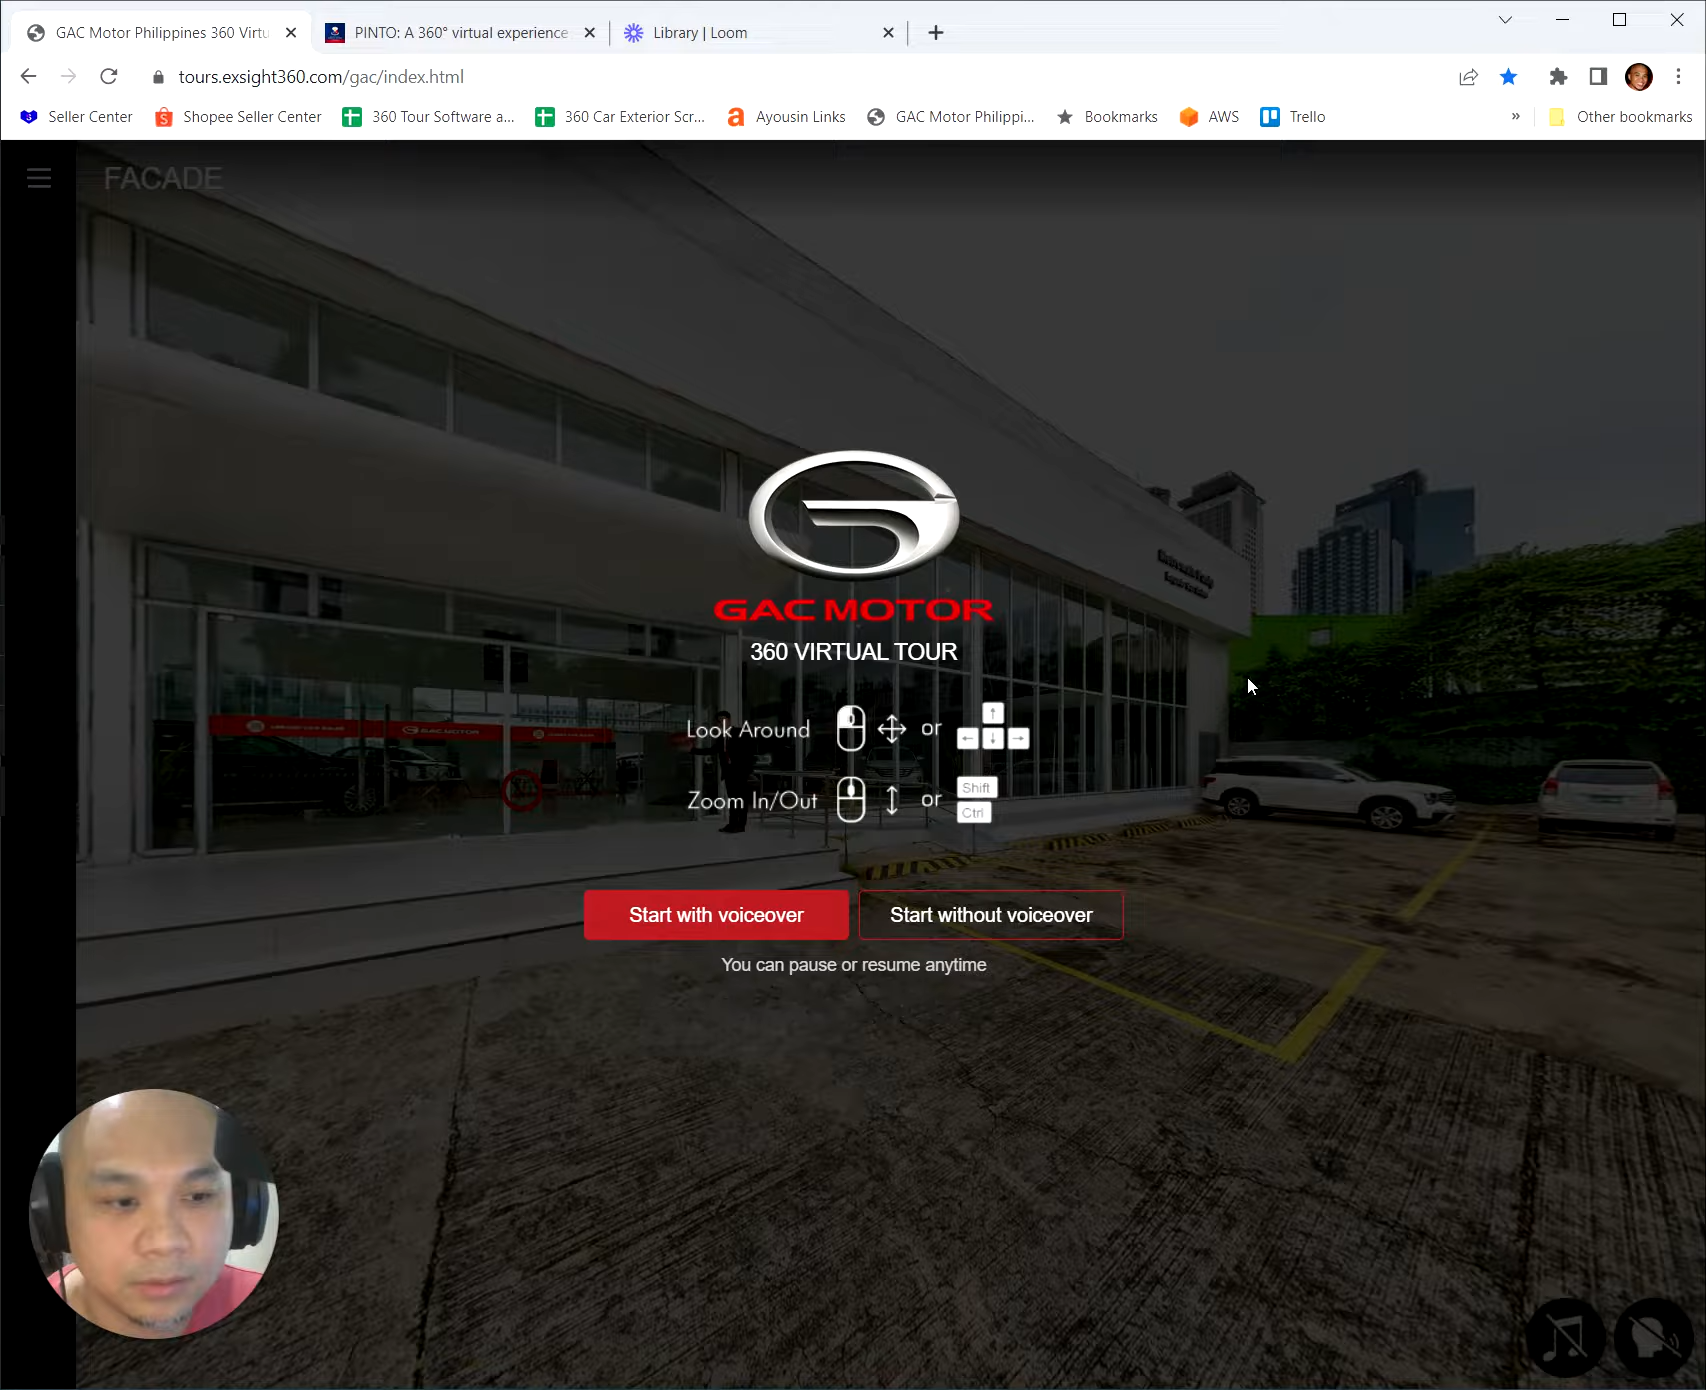 GAC Motor Philippines 360 Virtu
PINTO: A 360° virtual experience
Library | Loom
tours.exsight360.com/gac/index.html
Seller Center
Shopee Seller Center
360 Tour Software a...
360 Car Exterior Scr...
Ayousin Links
GAC Motor Philippi...
Bookmarks
AWS
Trello
»
Other bookmarks
FACADE
GAC MOTOR
360 VIRTUAL TOUR
Look Around or
Zoom In/Out or Shift
Ctrl
GAC MOTOR
Start with voiceover
Start without voiceover
You can pause or resume anytime